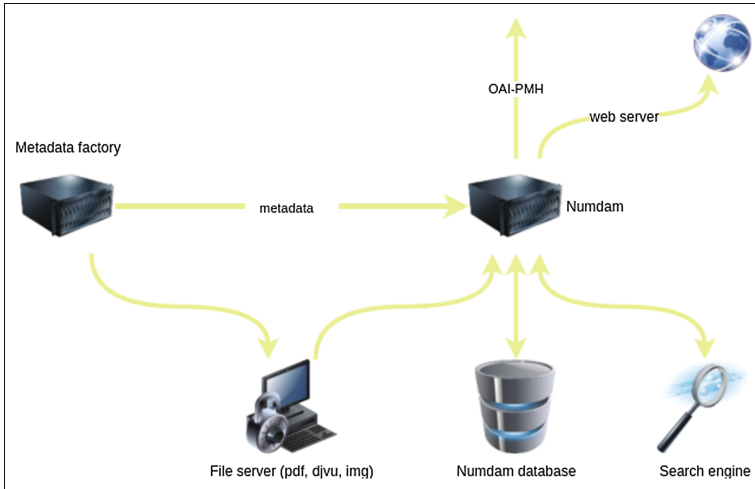 OAI-PMH
web server
Metadata factory
metadata
Numdam
File server (pdf, djvu, img)
Numdam database
Search engine